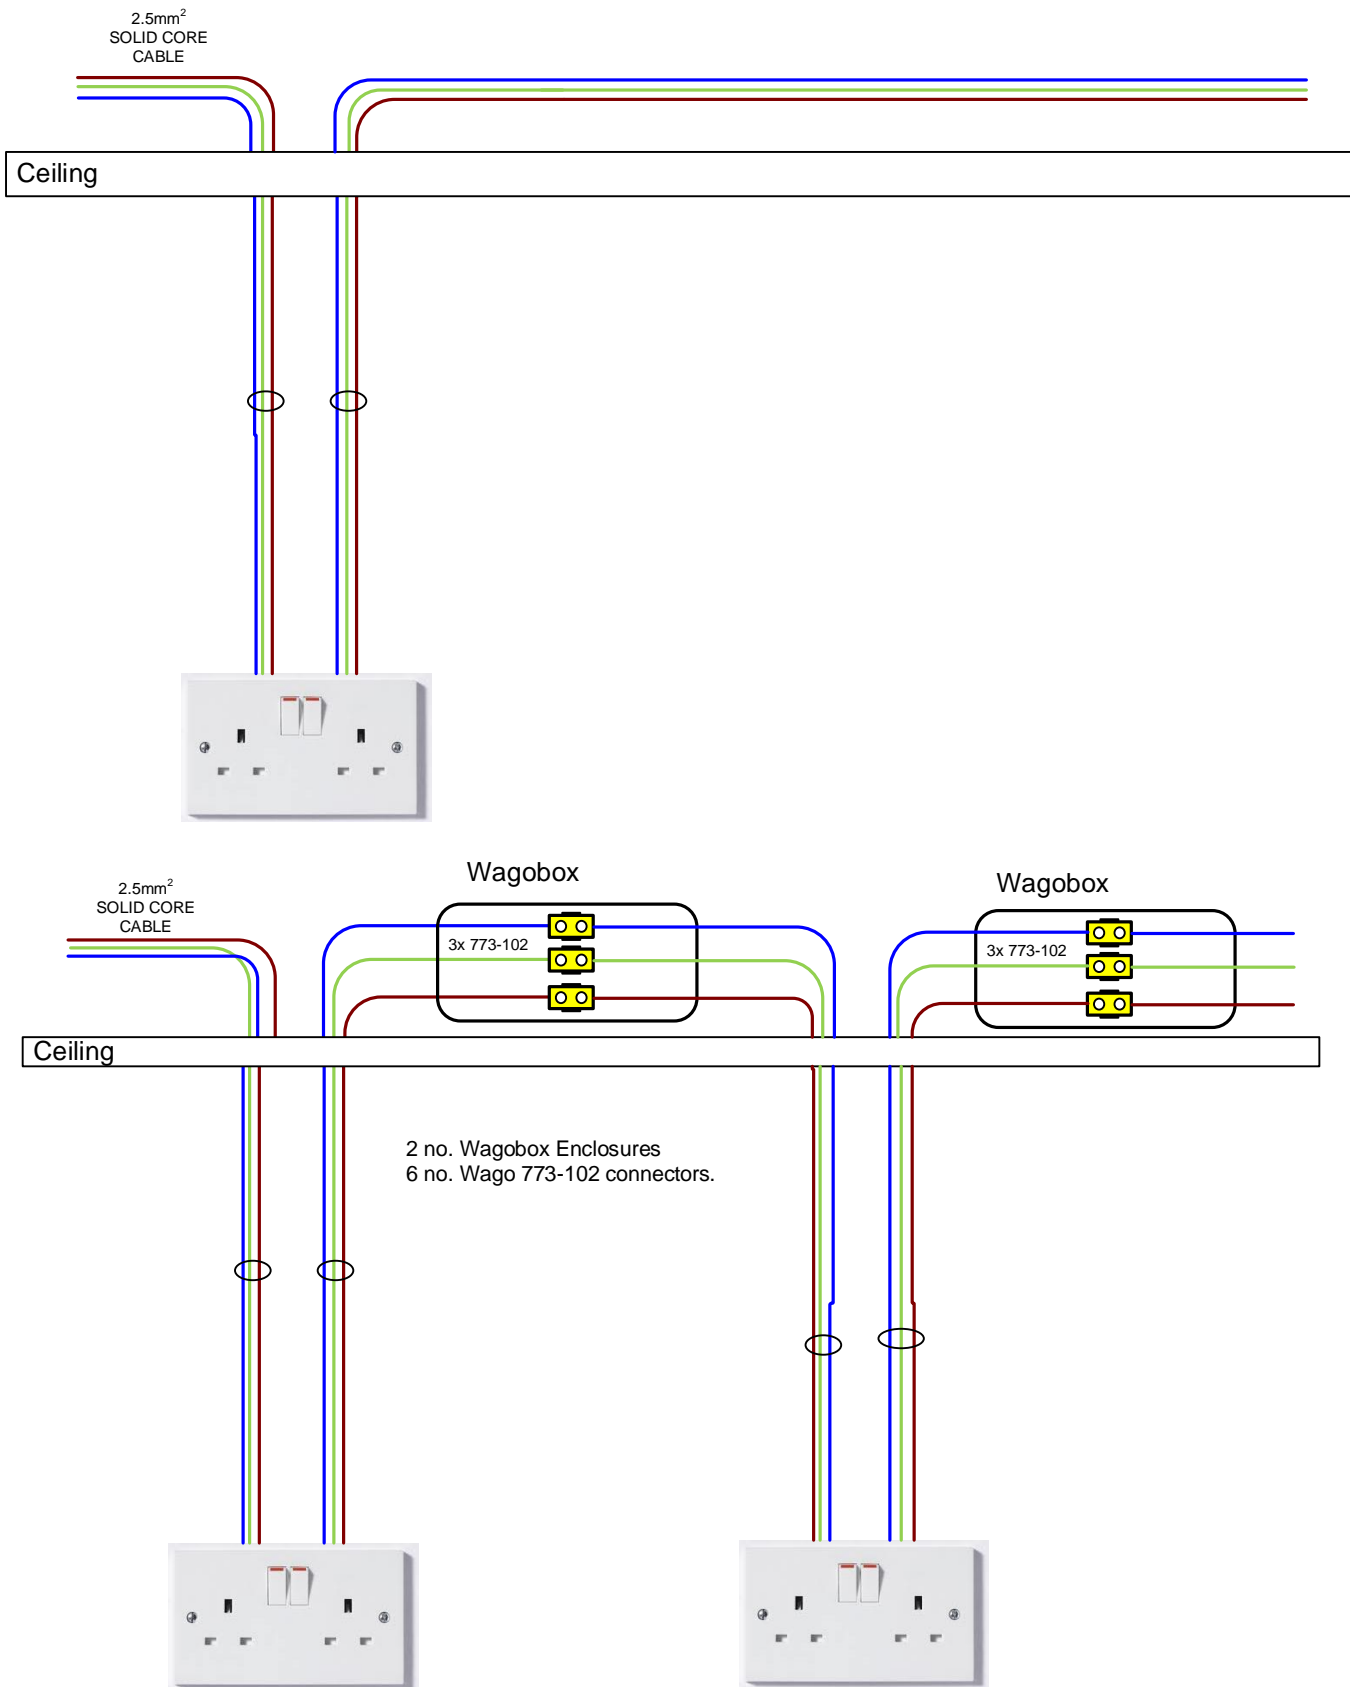 2.5mm²
SOLID CORE
CABLE
Ceiling
Wagobox
Wagobox
2.5mm²
SOLID CORE
CABLE
3x 773-102
3x 773-102
Ceiling
2 no. Wagobox Enclosures
6 no. Wago 773-102 connectors.